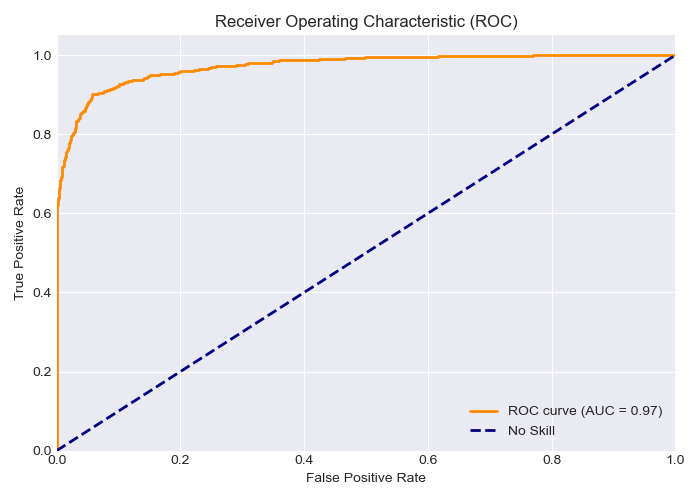 Receiver Operating Characteristic (ROC)
True Positive Rate
1.0
0.8
0.6
0.4
0.2
0.0
0.0 0.2 0.4 0.6 0.8 1.0
False Positive Rate
ROC curve (AUC = 0.97)
No Skill